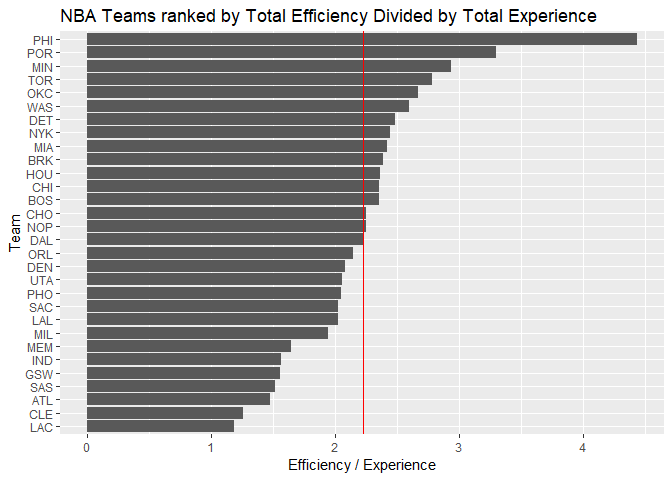 NBA Teams ranked by Total Efficiency Divided by Total Experience
PHI
POR
MIN
TOR
OKC
WAS
DET
NYK
MIA
BRK
HOU
CHI
BOS
CHO
NOP
DAL
ORL
DEN
UTA
PHO
SAC
LAL
MIL
MEM
IND
GSW
SAS
ATL
CLE
LAC
Team
0 1 2 3 4
Efficiency / Experience